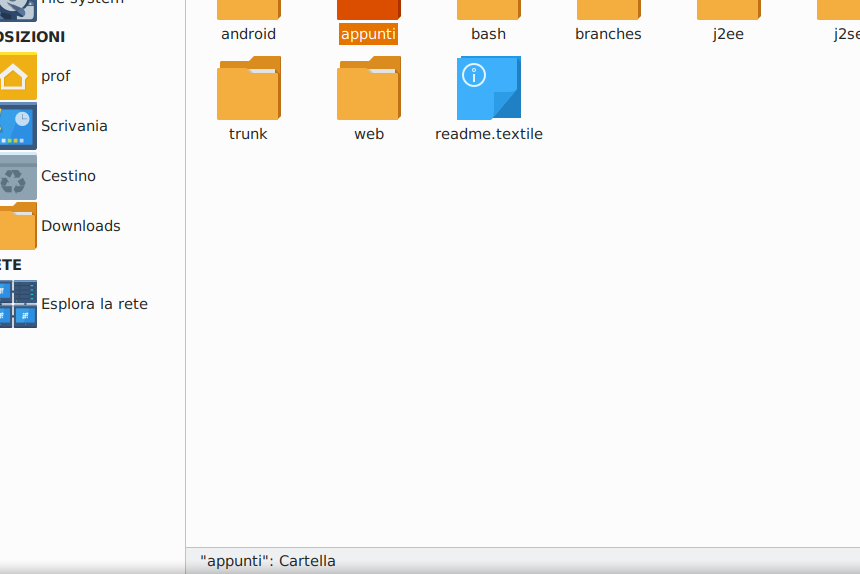 File system
android
appunti
bash
branches
j2ee
OSIZIONI
prof
trunk
web
readme.textile
Scrivania
Cestino
Downloads
ETE
Esplora la rete
"appunti": Cartella